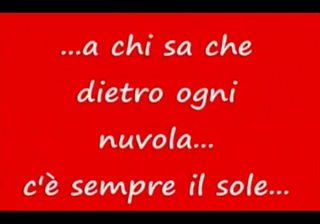 ...a chi sa che
dietro ogni
nuvola...
c'è sempre il sole...